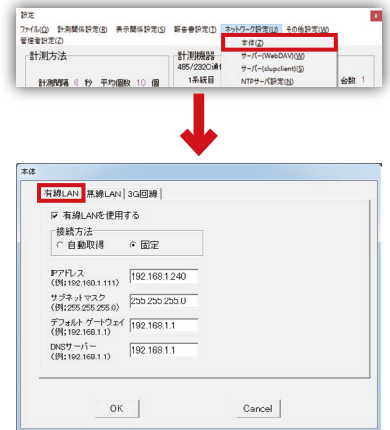 設定
ファイル(Q) 計測関係設定(R) 表示関係設定(S) 報告書設定(T) ネットワーク設定(U) その他設定(W)
管理者設定(Z)
本体(Z)
計測方法 計測機器
サーバー(WebDAV)(W)
485/232C通
サーバー(slupclient)(S)
計測間隔 6 秒 平均個数 10 個 1系統目 NTPサーバ設定(N) 台数 1
本体
有線LAN 無線LAN 3G回線
有線LANを使用する
接続方法
自動取得 固定
IPアドレス
(例:192.160.1.111) 192.168.1.240
サブネットマスク
(例:255.255.255.0) 255.255.255.0
デフォルト ゲートウェイ
(例:192.168.1.1) 192.168.1.1
DNSサーバー
(例:192.168.1.1) 192.168.1.1
OK Cancel